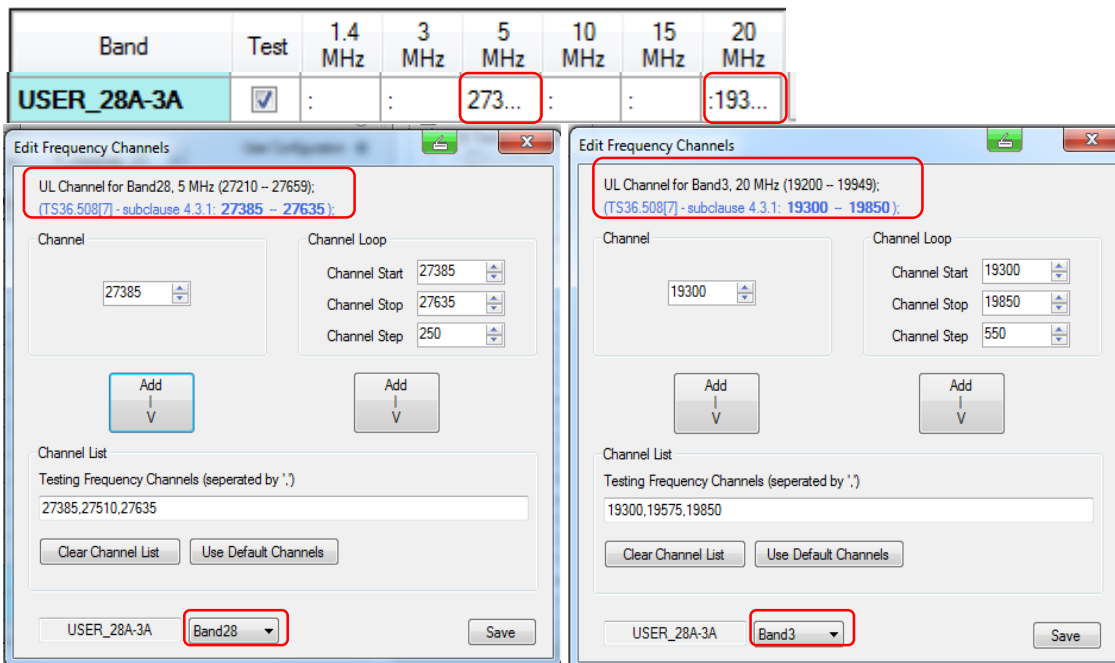 Band Test 1.4 MHz 3 MHz 5 MHz 10 MHz 15 MHz 20 MHz
USER_28A-3A : : 273... : : :193...
Edit Frequency Channels
UL Channel for Band28, 5 MHz (27210 -- 27659);
(TS36.508[7] - subclause 4.3.1: 27385 -- 27635 );
Channel
27385
Channel Loop
Channel Start 27385
Channel Stop 27635
Channel Step 250
Add
|
V
Add
|
V
Channel List
Testing Frequency Channels (seperated by ',')
27385,27510,27635
Clear Channel List
Use Default Channels
USER_28A-3A
Band28
Save
Edit Frequency Channels
UL Channel for Band3, 20 MHz (19200 -- 19949);
(TS36.508[7] - subclause 4.3.1: 19300 -- 19850 );
Channel
19300
Channel Loop
Channel Start 19300
Channel Stop 19850
Channel Step 550
Add
|
V
Add
|
V
Channel List
Testing Frequency Channels (seperated by ',')
19300,19575,19850
Clear Channel List
Use Default Channels
USER_28A-3A
Band3
Save